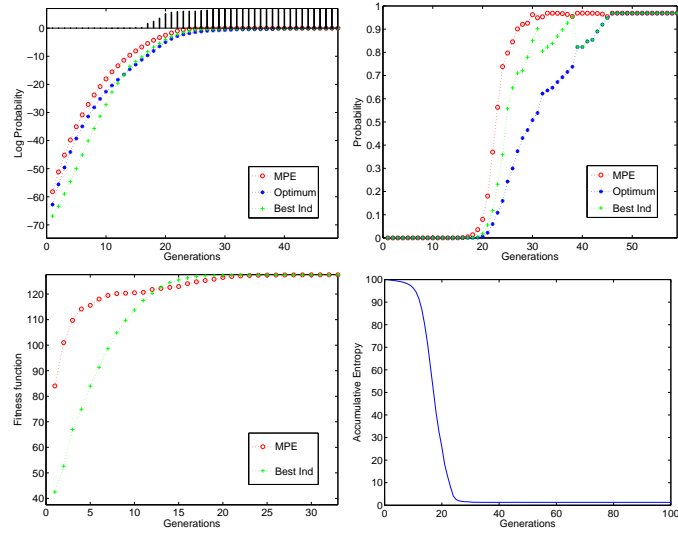 0
−10
−20
−30
−40
−50
−60
−70
Log Probability
0 10 20 30 40
Generations
MPE
Optimum
Best Ind
1
0.9
0.8
0.7
0.6
0.5
0.4
0.3
0.2
0.1
0
Probability
0 10 20 30 40 50
Generations
MPE
Optimum
Best Ind
120
110
100
90
80
70
60
50
40
Fitness function
0 5 10 15 20 25 30
Generations
MPE
Best Ind
100
90
80
70
60
50
40
30
20
10
0
Accumulative Entropy
0 20 40 60 80 100
Generations